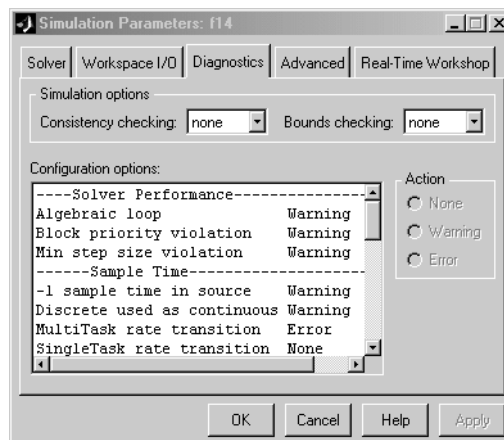 Simulation Parameters: f14
Solver Workspace I/O Diagnostics Advanced Real-Time Workshop
Simulation options
Consistency checking: none Bounds checking: none
Configuration options:
Action
----Solver Performance----------------
Algebraic loop Warning
Block priority violation Warning
Min step size violation Warning
------Sample Time---------------------
-1 sample time in source Warning
Discrete used as continuous Warning
MultiTask rate transition Error
SingleTask rate transition None
None
Warning
Error
OK Cancel Help Apply